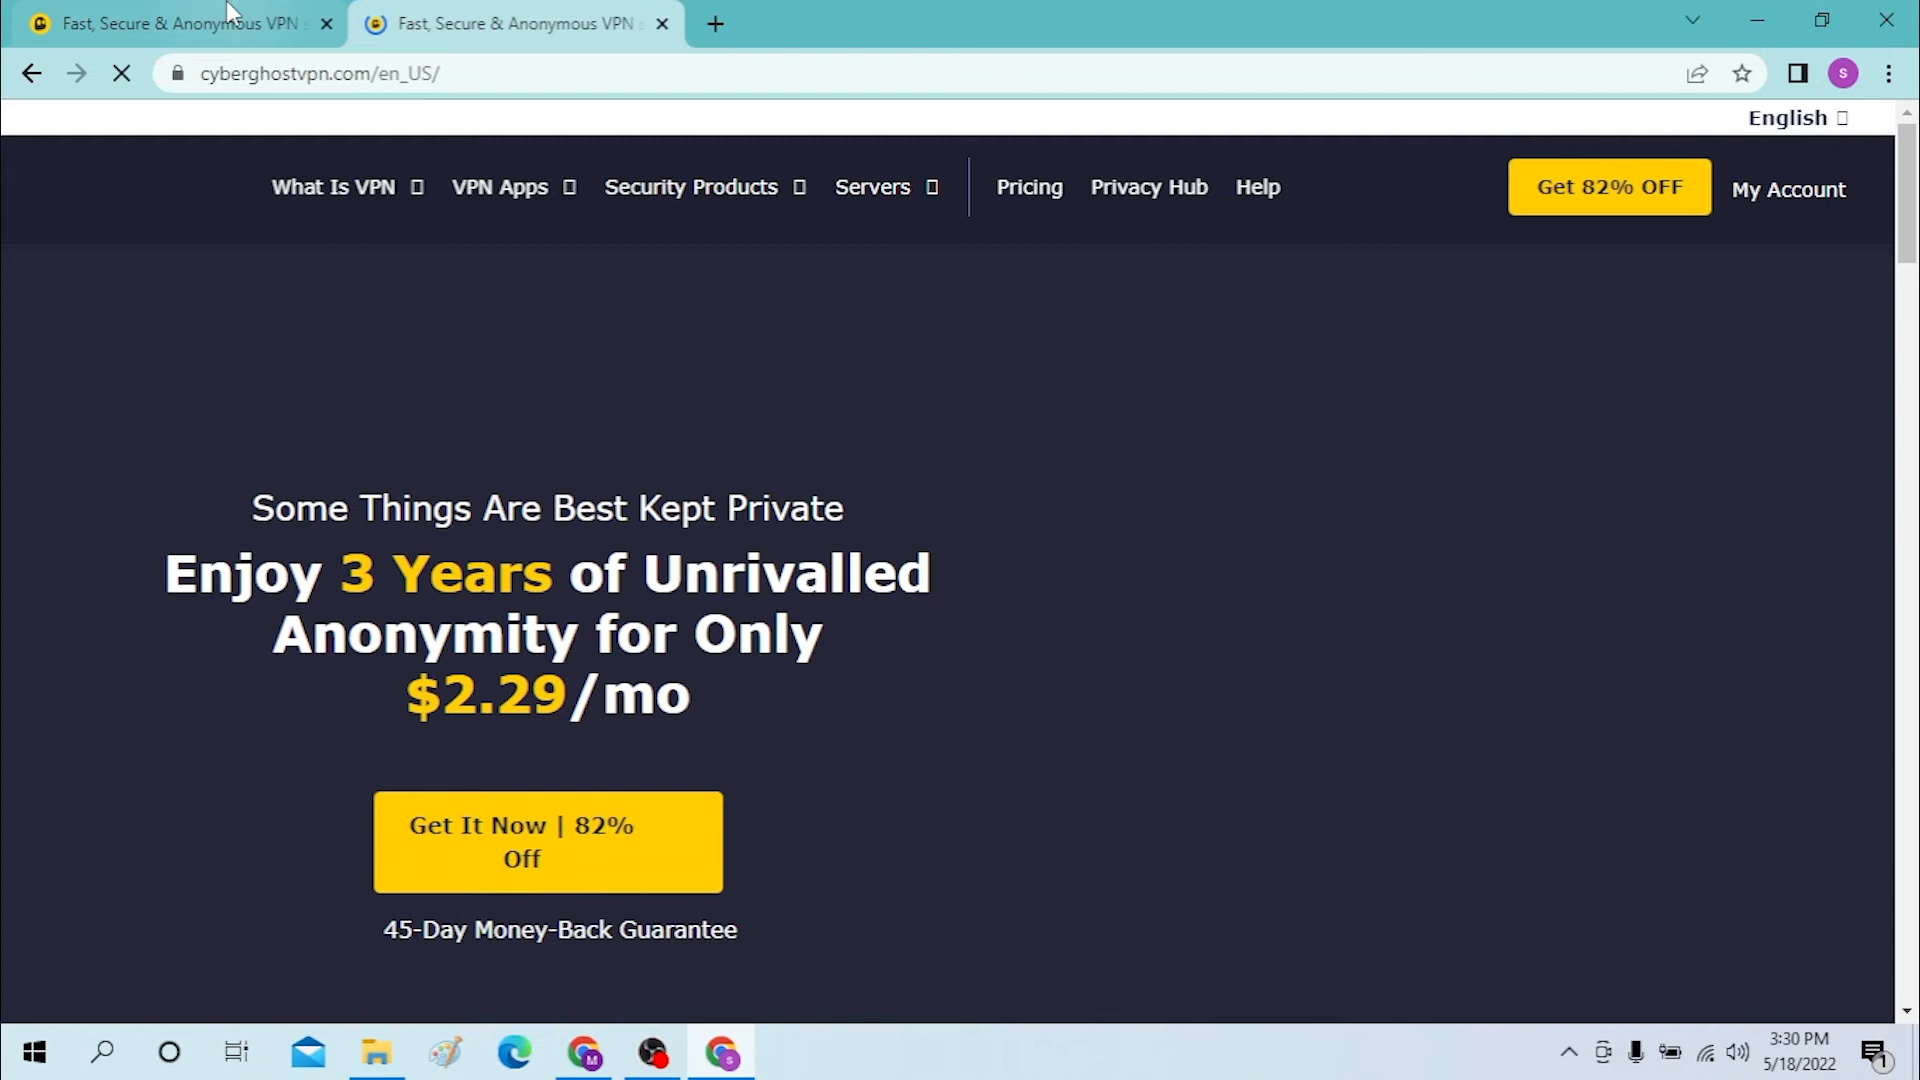 Fast, Secure & Anonymous VPN
Fast, Secure & Anonymous VPN
cyberghostvpn.com/en_US/
S
English
What Is VPN
VPN Apps
Security Products
Servers
Pricing
Privacy Hub
Help
Get 82% OFF
My Account
Some Things Are Best Kept Private
Enjoy 3 Years of Unrivalled
Anonymity for Only
$2.29/mo
Get It Now | 82%
Off
45-Day Money-Back Guarantee
M
S
3:30 PM
5/18/2022
1